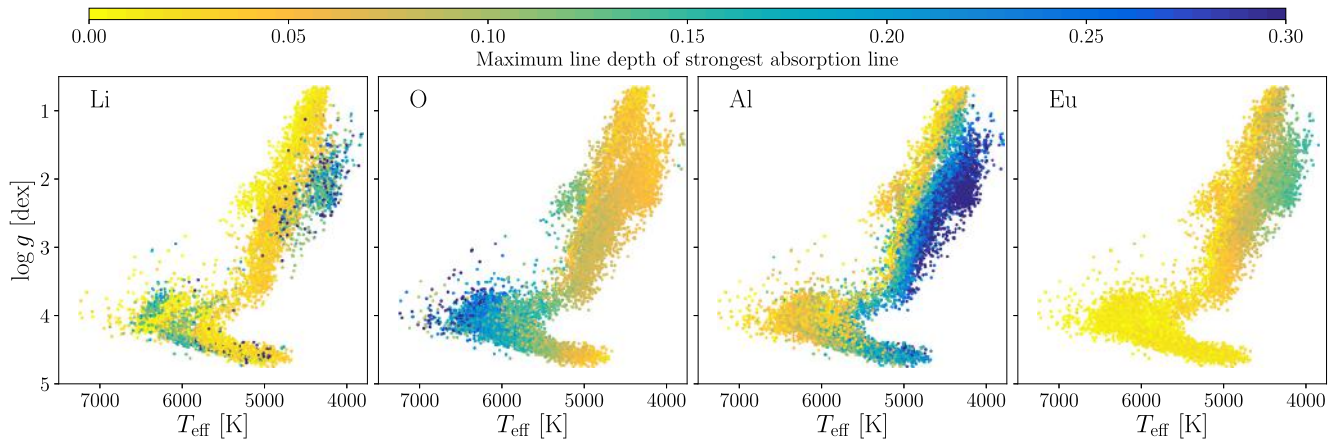 0.00 0.05 0.10 0.15 0.20 0.25 0.30
Maximum line depth of strongest absorption line
Li O Al Eu
1
2
3
4
5
log g [dex]
7000 6000 5000 4000 7000 6000 5000 4000 7000 6000 5000 4000 7000 6000 5000 4000
T_eff [K] T_eff [K] T_eff [K] T_eff [K]